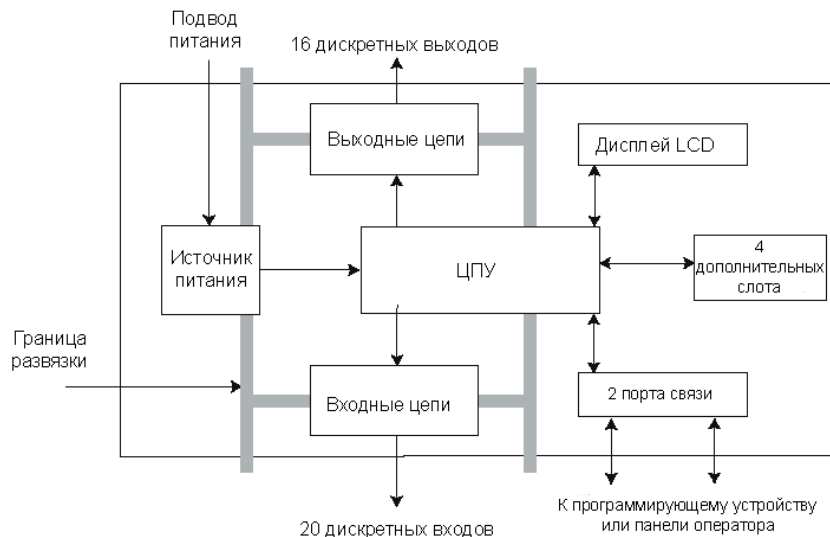 Подвод
питания
16 дискретных выходов
Выходные цепи
Дисплей LCD
Источник
питания
ЦПУ
4
дополнительных
слота
Граница
развязки
Входные цепи
2 порта связи
20 дискретных входов
К программирующему устройству
или панели оператора